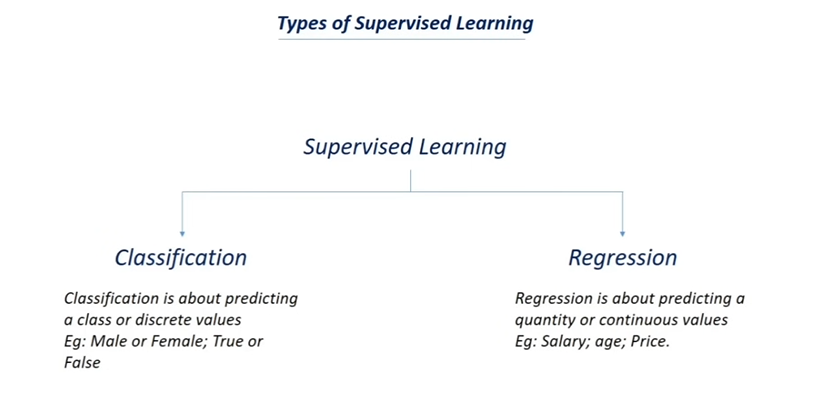 Types of Supervised Learning
Supervised Learning
Classification
Classification is about predicting
a class or discrete values
Eg: Male or Female; True or
False
Regression
Regression is about predicting a
quantity or continuous values
Eg: Salary; age; Price.